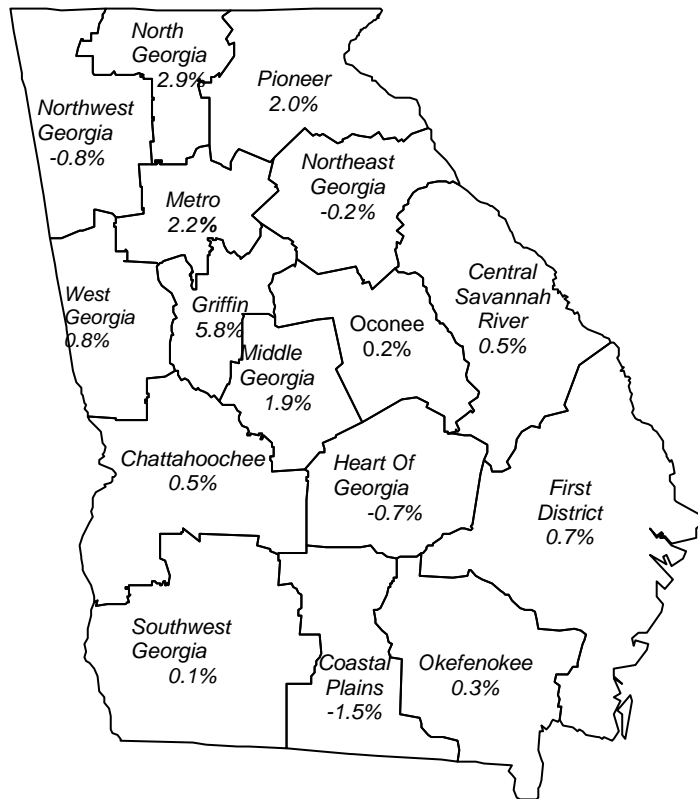 North
Georgia
2.9%
Pioneer
2.0%
Northwest
Georgia
-0.8%
Northeast
Georgia
-0.2%
Metro
2.2%
Central
Savannah
River
0.5%
West
Georgia
0.8%
Griffin
5.8%
Oconee
0.2%
Middle
Georgia
1.9%
Chattahoochee
0.5%
Heart Of
Georgia
-0.7%
First
District
0.7%
Southwest
Georgia
0.1%
Coastal
Plains
-1.5%
Okefenokee
0.3%